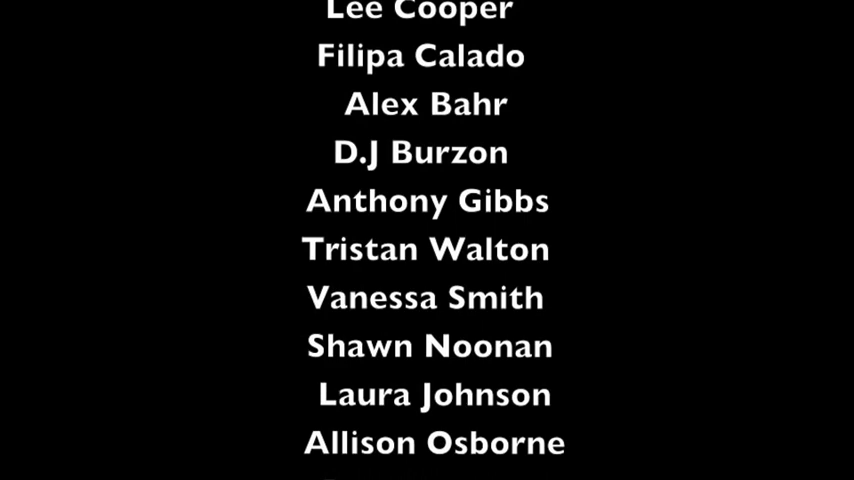 Lee Cooper
Filipa Calado
Alex Bahr
D.J Burzon
Anthony Gibbs
Tristan Walton
Vanessa Smith
Shawn Noonan
Laura Johnson
Allison Osborne